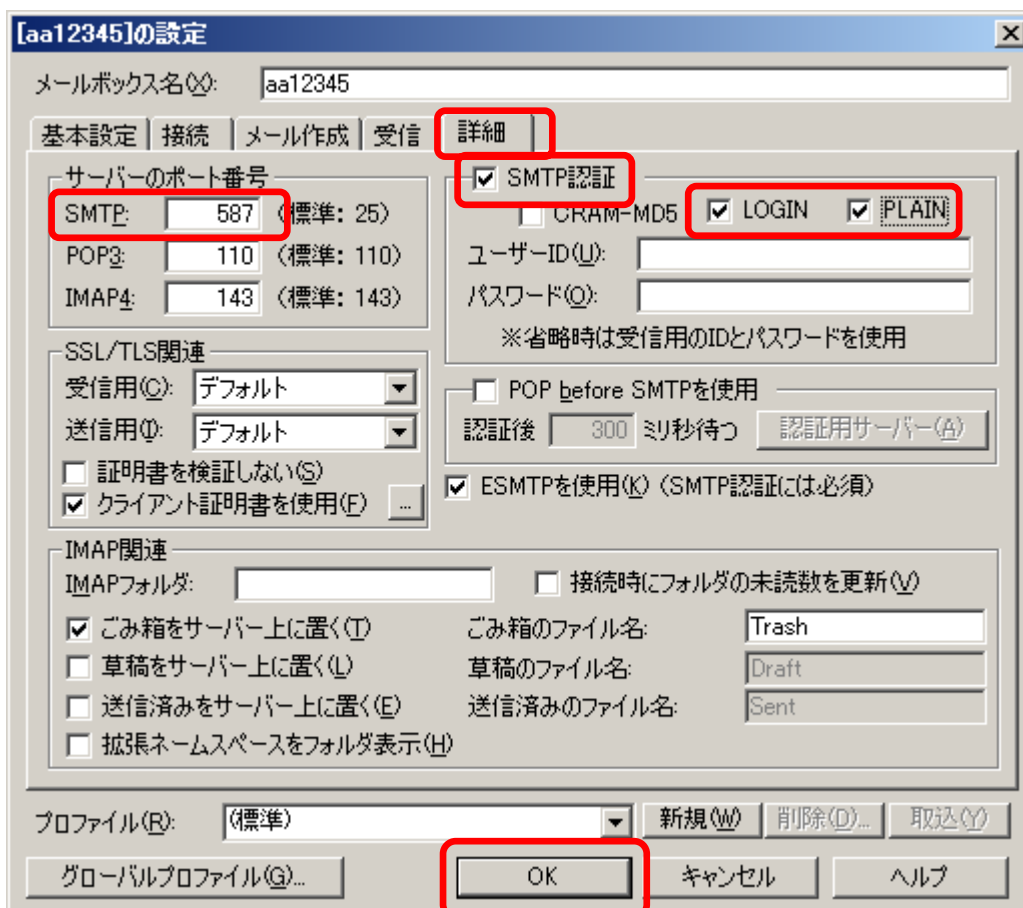 [aa12345]の設定
メールボックス名(X): aa12345
基本設定 接続 メール作成 受信 詳細
サーバーのポート番号
SMTP: 587 (標準: 25)
POP3: 110 (標準: 110)
IMAP4: 143 (標準: 143)
SMTP認証
CRAM-MD5 LOGIN PLAIN
ユーザーID(U):
パスワード(O):
※省略時は受信用のIDとパスワードを使用
SSL/TLS関連
受信用(C): デフォルト
送信用(I): デフォルト
証明書を検証しない(S)
クライアント証明書を使用(F) ...
POP before SMTPを使用
認証後 300 ミリ秒待つ 認証用サーバー(A)
ESMTPを使用(K) (SMTP認証には必須)
IMAP関連
IMAPフォルダ: 接続時にフォルダの未読数を更新(V)
ごみ箱をサーバー上に置く(T) ごみ箱のファイル名: Trash
草稿をサーバー上に置く(L) 草稿のファイル名: Draft
送信済みをサーバー上に置く(E) 送信済みのファイル名: Sent
拡張ネームスペースをフォルダ表示(H)
プロファイル(R): (標準) 新規(W) 削除(D)... 取込(Y)
グローバルプロファイル(G)... OK キャンセル ヘルプ